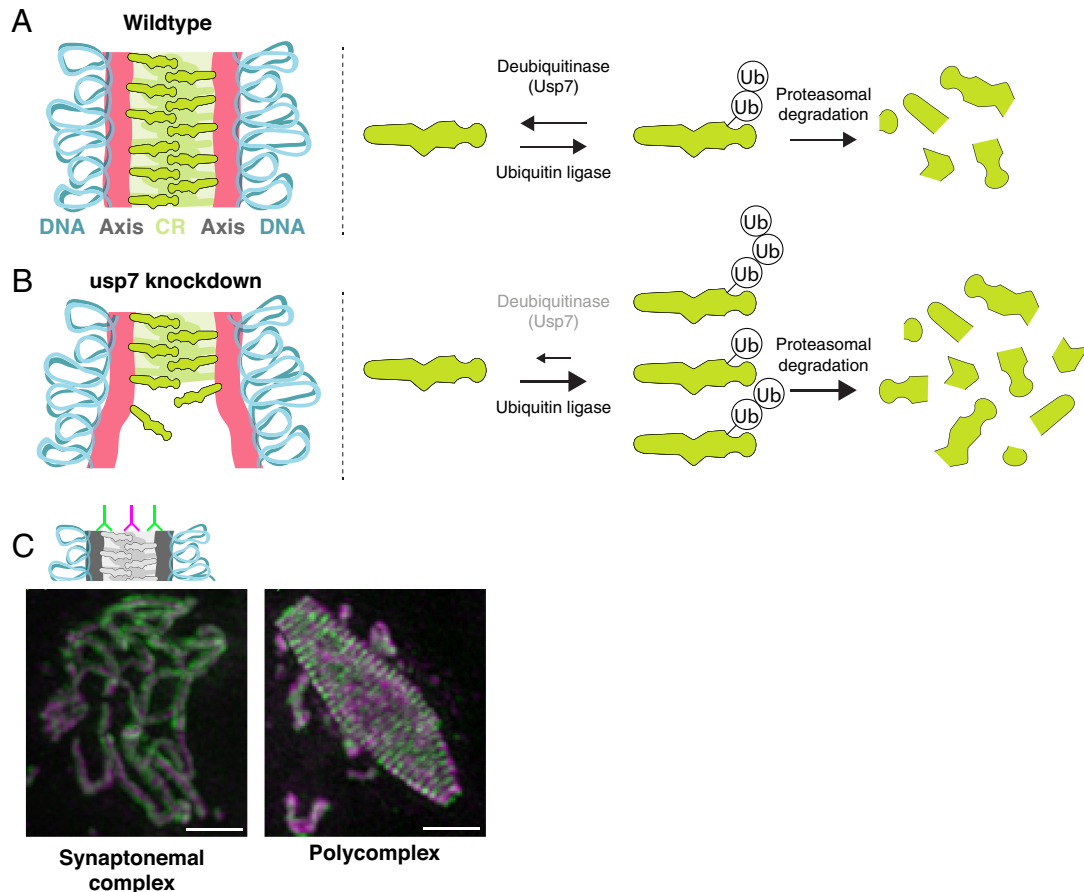 A
Wildtype
DNA Axis CR Axis DNA
Deubiquitinase
(Usp7)
Ubiquitin ligase
Ub
Ub
Proteasomal
degradation
B
usp7 knockdown
Deubiquitinase
(Usp7)
Ubiquitin ligase
Ub
Ub
Ub
Ub
Ub
Ub
Proteasomal
degradation
C
Synaptonemal
complex
Polycomplex